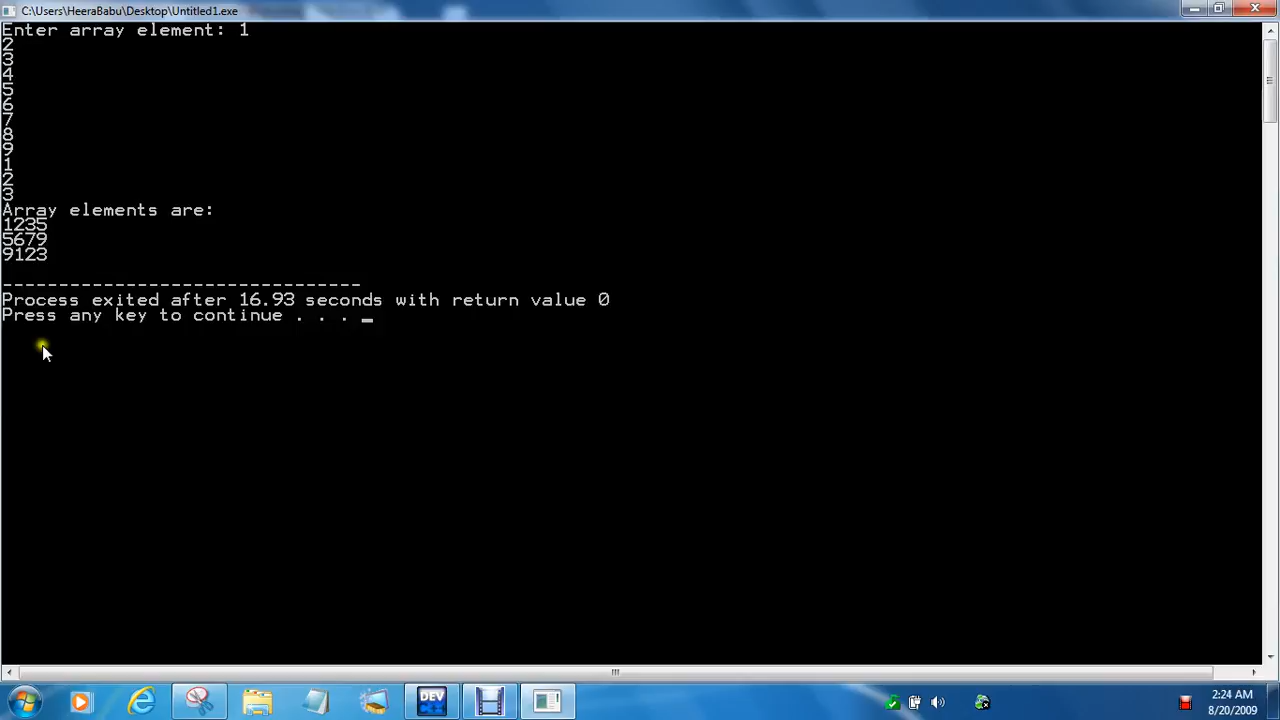 C:\Users\HeeraBabu\Desktop\Untitled1.exe
Enter array element: 1
2
3
4
5
6
7
8
9
1
2
3
Array elements are:
1235
5679
9123
--------------------------------
Process exited after 16.93 seconds with return value 0
Press any key to continue . . . _
DEV
2:24 AM
8/20/2009